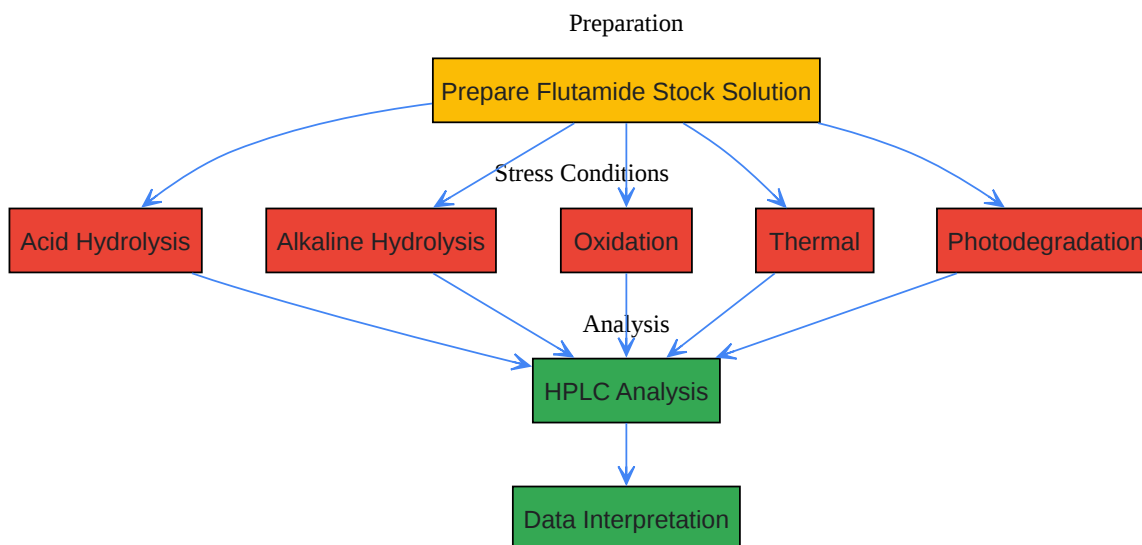 Preparation
Prepare Flutamide Stock Solution
Stress Conditions
Acid Hydrolysis
Alkaline Hydrolysis
Oxidation
Thermal
Photodegradation
Analysis
HPLC Analysis
Data Interpretation